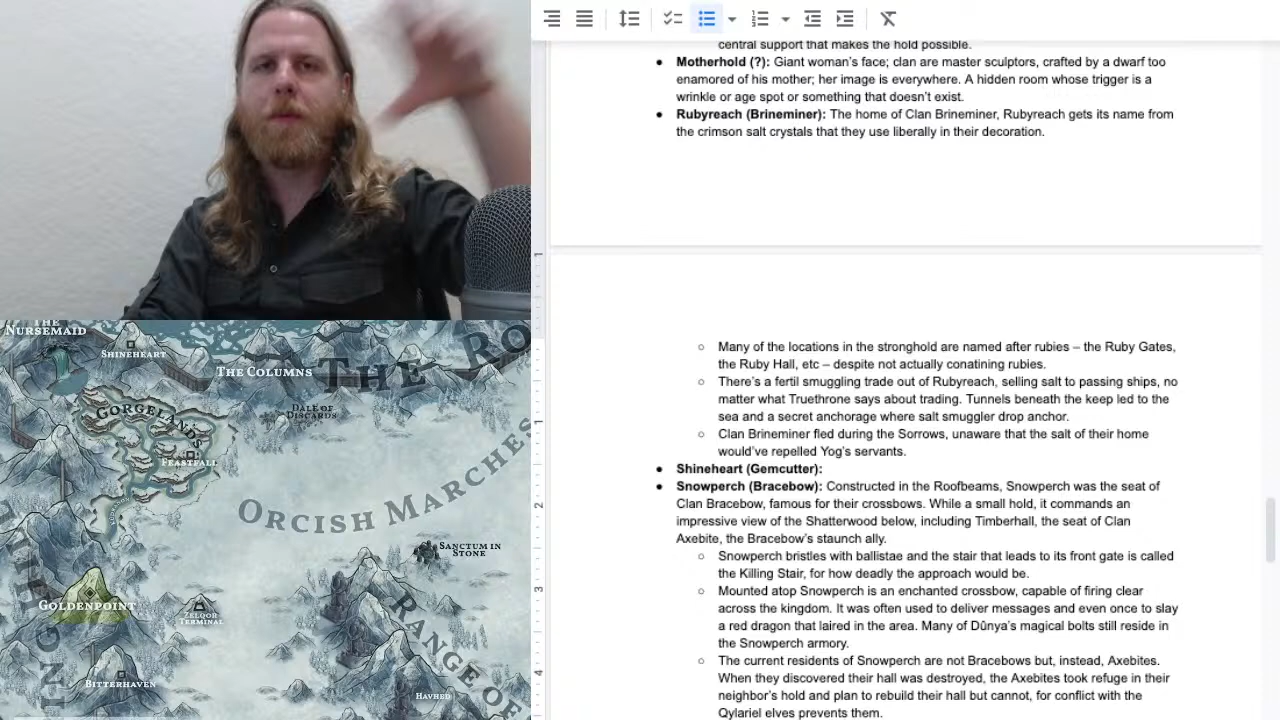 central support that makes the hold possible.
● Motherhold (?): Giant woman's face; clan are master sculptors, crafted by a dwarf too
enamored of his mother; her image is everywhere. A hidden room whose trigger is a
wrinkle or age spot or something that doesn't exist.
● Rubyreach (Brineminer): The home of Clan Brineminer, Rubyreach gets its name from
the crimson salt crystals that they use liberally in their decoration.
○ Many of the locations in the stronghold are named after rubies – the Ruby Gates,
the Ruby Hall, etc – despite not actually conatining rubies.
○ There's a fertil smuggling trade out of Rubyreach, selling salt to passing ships, no
matter what Truethrone says about trading. Tunnels beneath the keep led to the
sea and a secret anchorage where salt smuggler drop anchor.
○ Clan Brineminer fled during the Sorrows, unaware that the salt of their home
would've repelled Yog's servants.
● Shineheart (Gemcutter):
● Snowperch (Bracebow): Constructed in the Roofbeams, Snowperch was the seat of
Clan Bracebow, famous for their crossbows. While a small hold, it commands an
impressive view of the Shatterwood below, including Timberhall, the seat of Clan
Axebite, the Bracebow's staunch ally.
○ Snowperch bristles with ballistae and the stair that leads to its front gate is called
the Killing Stair, for how deadly the approach would be.
○ Mounted atop Snowperch is an enchanted crossbow, capable of firing clear
across the kingdom. It was often used to deliver messages and even once to slay
a red dragon that laired in the area. Many of Dûnya's magical bolts still reside in
the Snowperch armory.
○ The current residents of Snowperch are not Bracebows but, instead, Axebites.
When they discovered their hall was destroyed, the Axebites took refuge in their
neighbor's hold and plan to rebuild their hall but cannot, for conflict with the
Qylariel elves prevents them.
THE
NURSEMAID
SHINEHEART
THE COLUMNS
THE RO
DALE OF
DISCARDS
GORGELANDS
FEASTFALL
ORCISH MARCHES
SANCTUM IN
STONE
GOLDENPOINT
ZELQOR
TERMINAL
RANGE OF
BITTERHAVEN
HAVHED
1
1
2
3
4